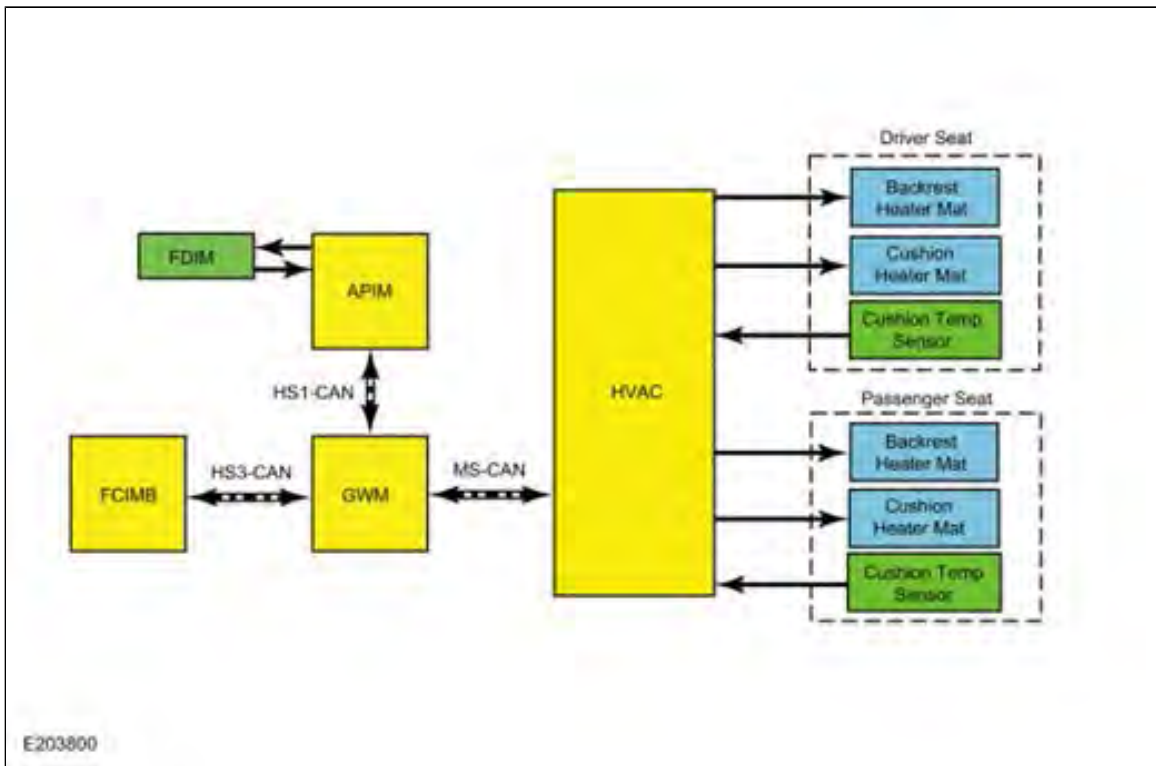 Driver Seat
Backrest
Heater Mat
Cushion
Heater Mat
Cushion Temp
Sensor
FDIM
APIM
HS1-CAN
HVAC
Passenger Seat
Backrest
Heater Mat
Cushion
Heater Mat
Cushion Temp
Sensor
FCIMB
HS3-CAN
GWM
MS-CAN
E203800